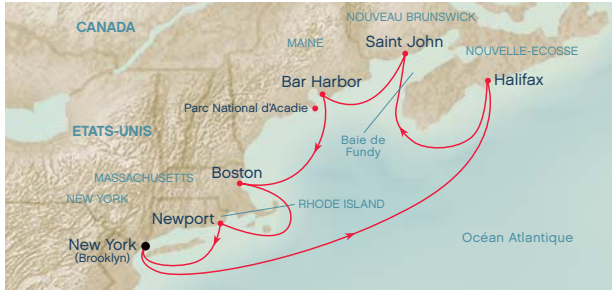 NOUVEAU BRUNSWICK
CANADA
Saint John
MAINE
NOUVELLE-ECOSSE
Bar Harbor
Halifax
Parc National d'Acadie
ETATS-UNIS
Baie de
Fundy
Boston
MASSACHUSETTS
NEW YORK
RHODE ISLAND
Newport
New York
(Brooklyn)
Océan Atlantique